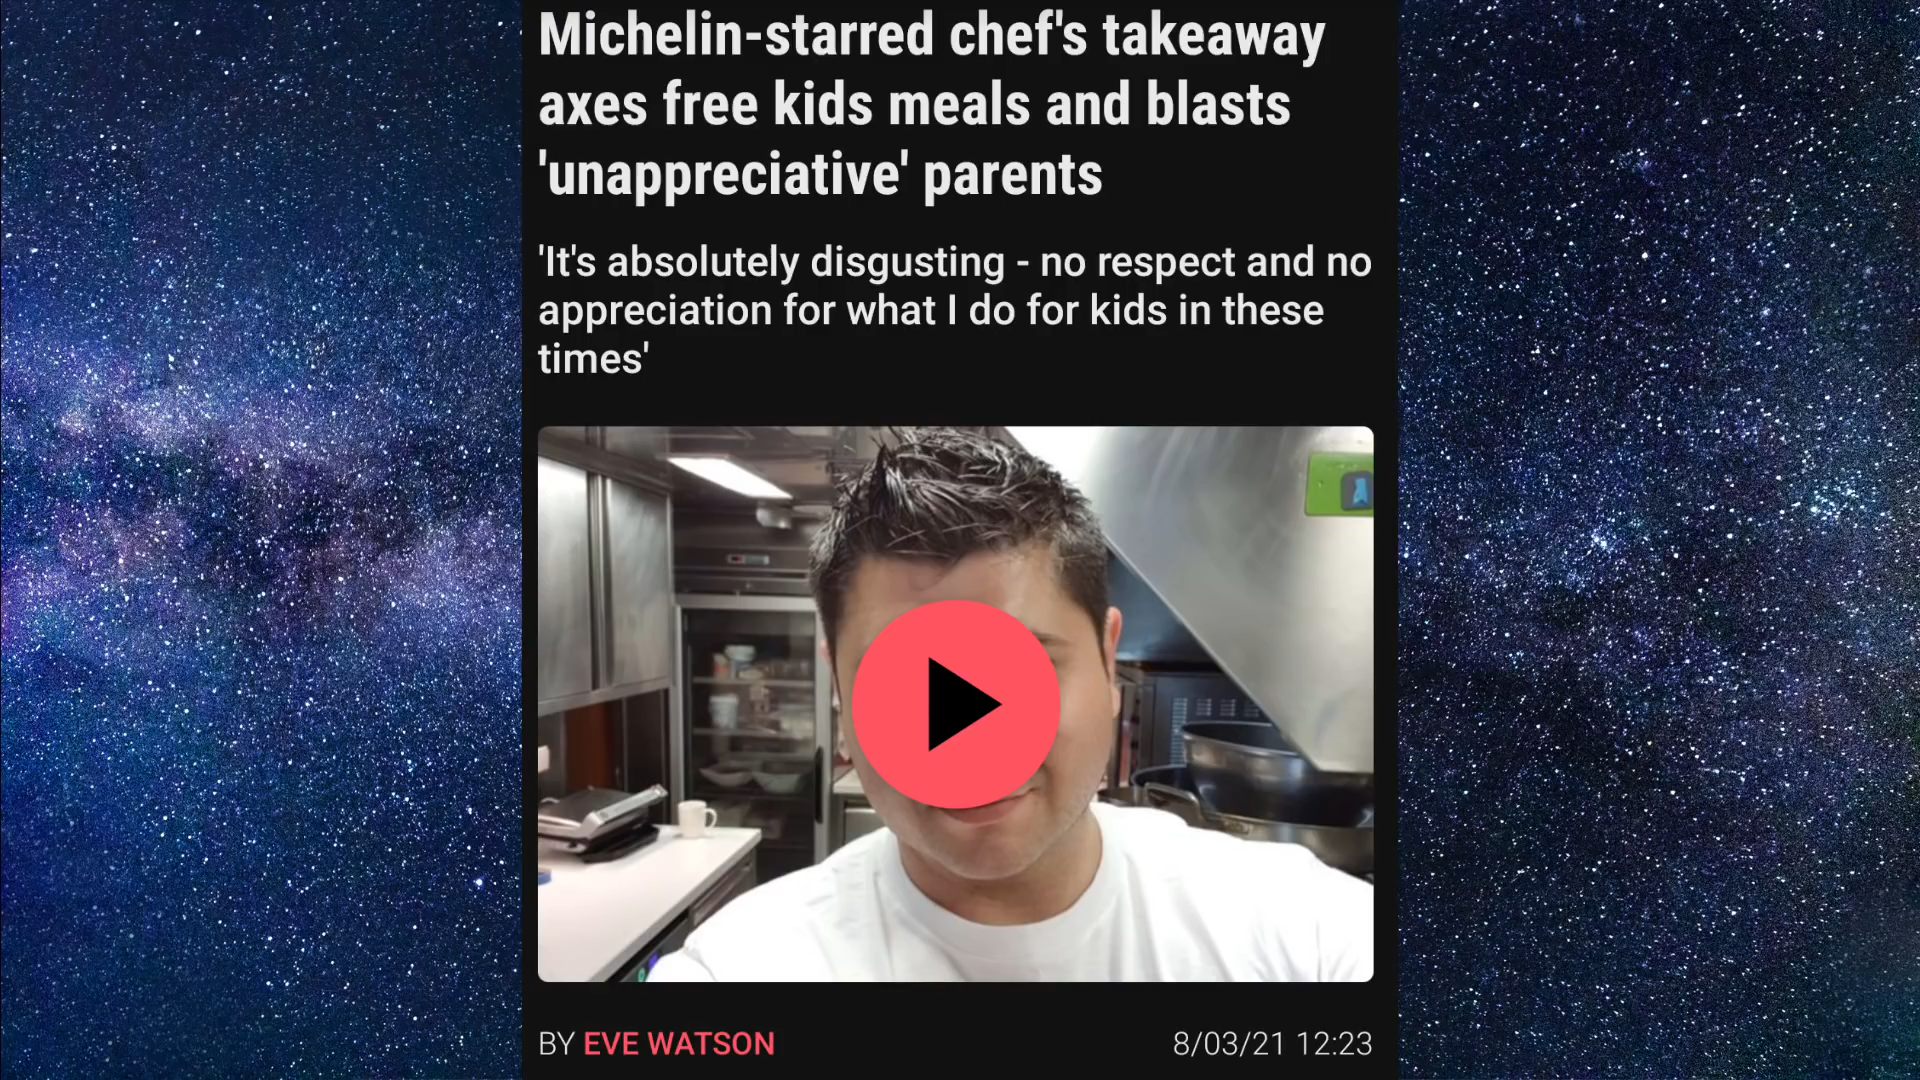 Michelin-starred chef's takeaway
axes free kids meals and blasts
'unappreciative' parents
'It's absolutely disgusting - no respect and no
appreciation for what I do for kids in these
times'
BY EVE WATSON
8/03/21 12:23